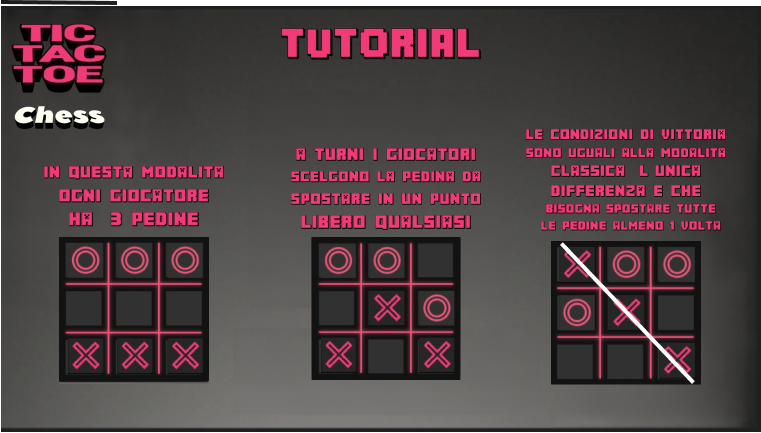 TIC
TAC
TOE
Chess
TUTORIAL
IN QUESTA MODALITA
OGNI GIOCATORE
HA 3 PEDINE
A TURNI I GIOCATORI
SCELGONO LA PEDINA DA
SPOSTARE IN UN PUNTO
LIBERO QUALSIASI
LE CONDIZIONI DI VITTORIA
SONO UGUALI ALLA MODALITA
CLASSICA L UNICA
DIFFERENZA E CHE
BISOGNA SPOSTARE TUTTE
LE PEDINE ALMENO 1 VOLTA